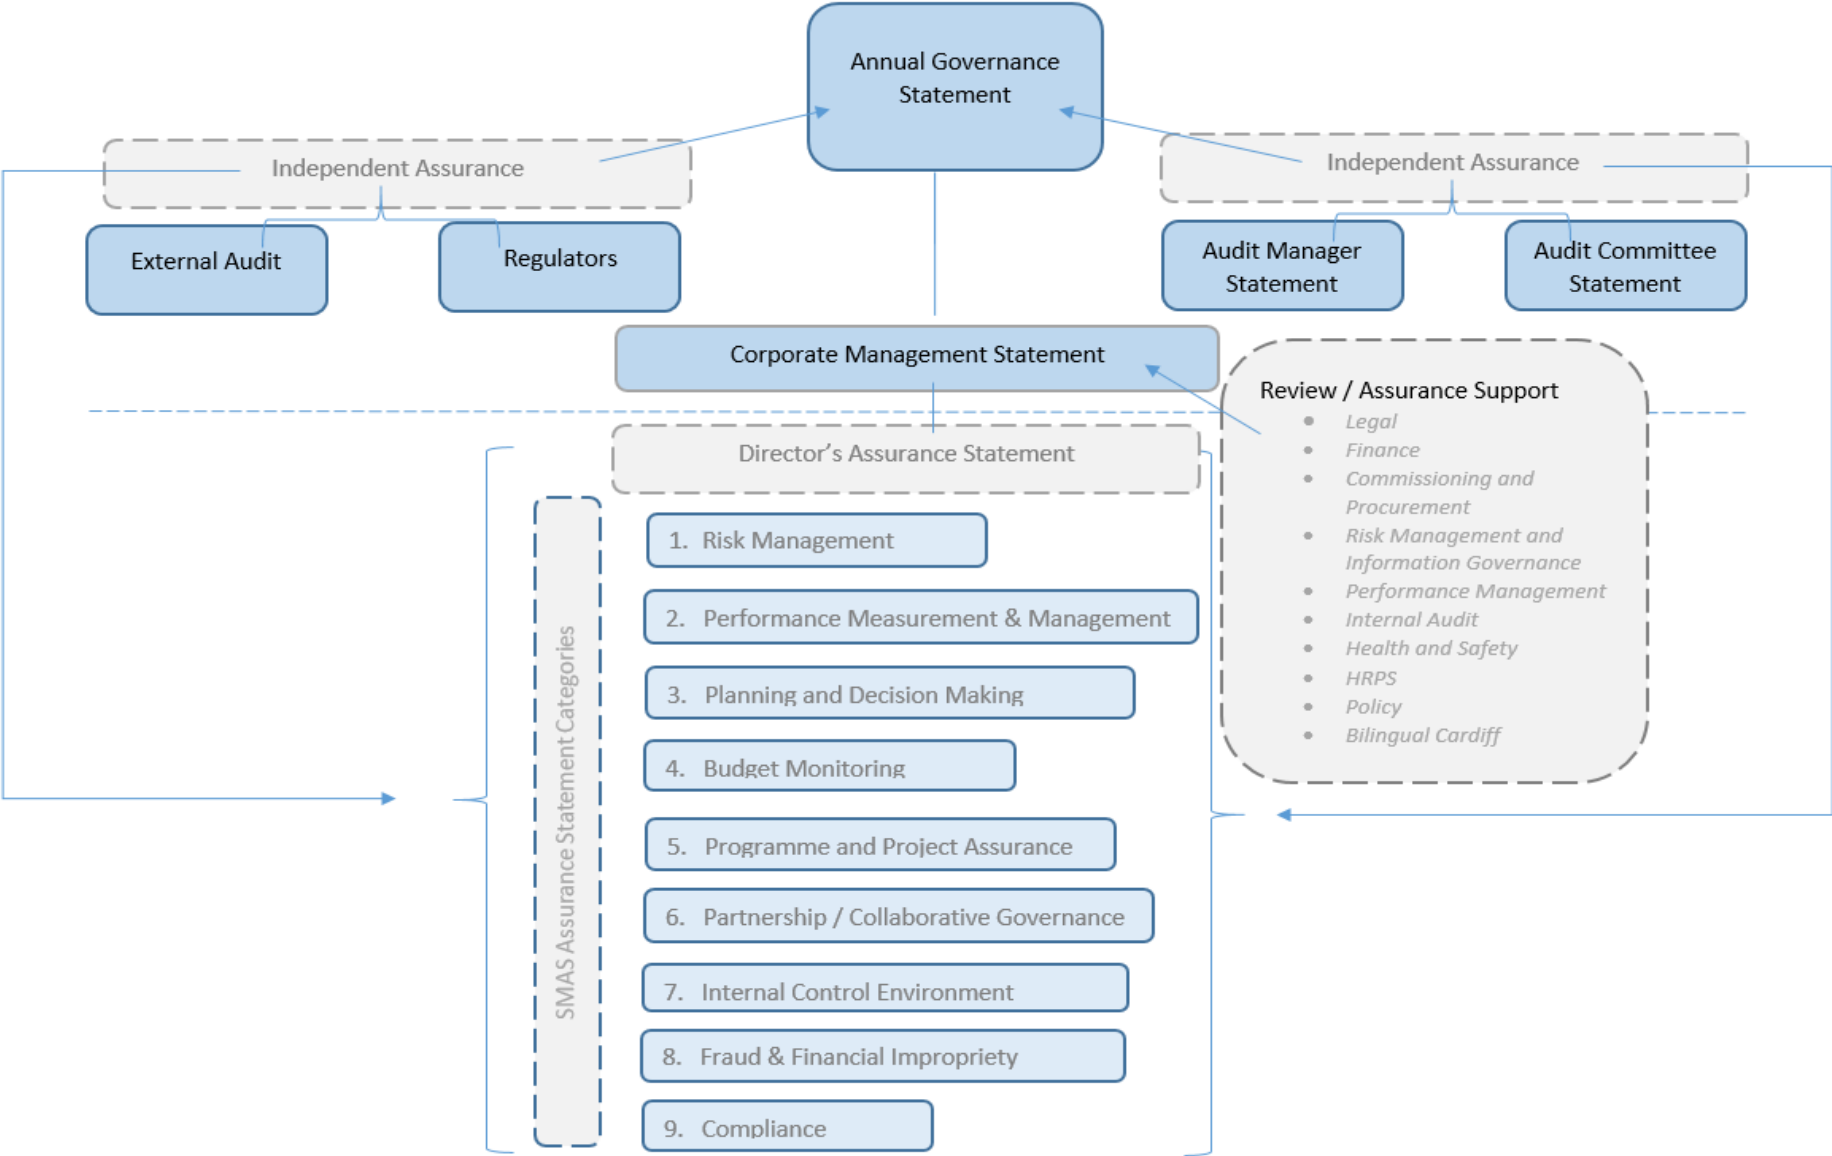 Annual Governance
Statement
Independent Assurance
Independent Assurance
External Audit
Regulators
Audit Manager
Statement
Audit Committee
Statement
Corporate Management Statement
Review / Assurance Support
• Legal
• Finance
• Commissioning and
Procurement
• Risk Management and
Information Governance
• Performance Management
• Internal Audit
• Health and Safety
• HRPS
• Policy
• Bilingual Cardiff
Director’s Assurance Statement
SMAS Assurance Statement Categories
1. Risk Management
2. Performance Measurement & Management
3. Planning and Decision Making
4. Budget Monitoring
5. Programme and Project Assurance
6. Partnership / Collaborative Governance
7. Internal Control Environment
8. Fraud & Financial Impropriety
9. Compliance